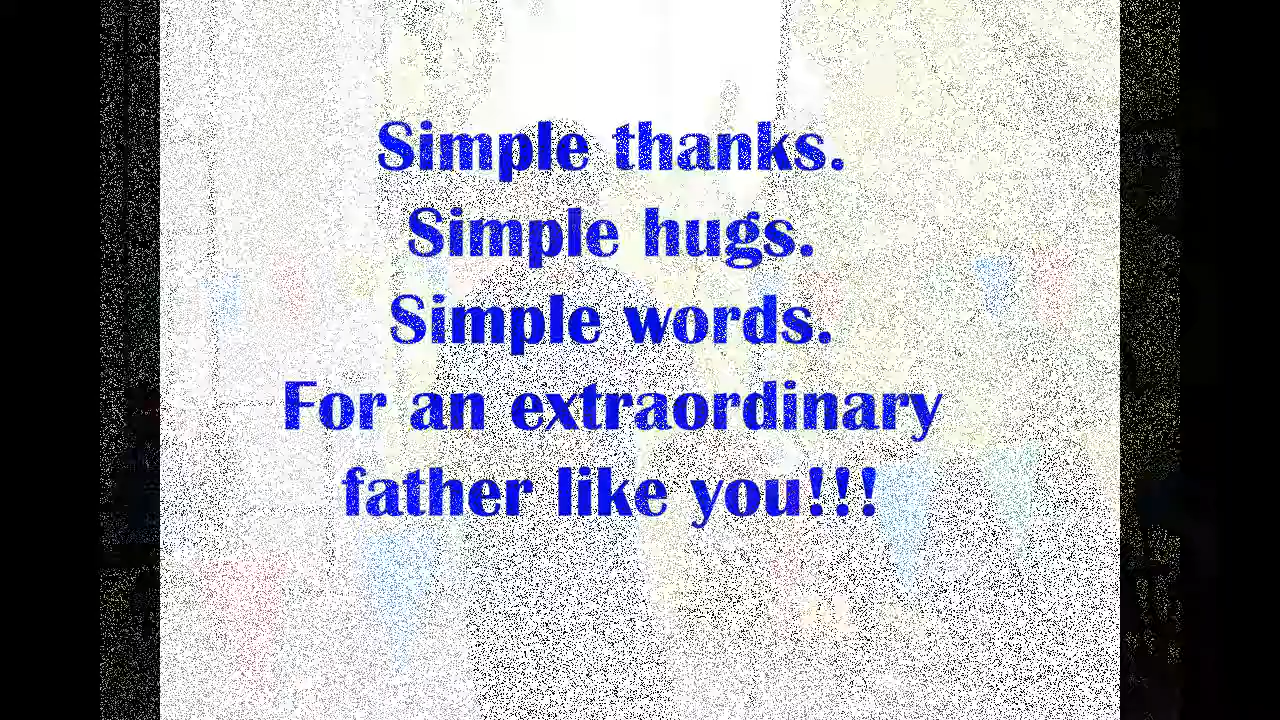 Simple thanks.
Simple hugs.
Simple words.
For an extraordinary
father like you!!!